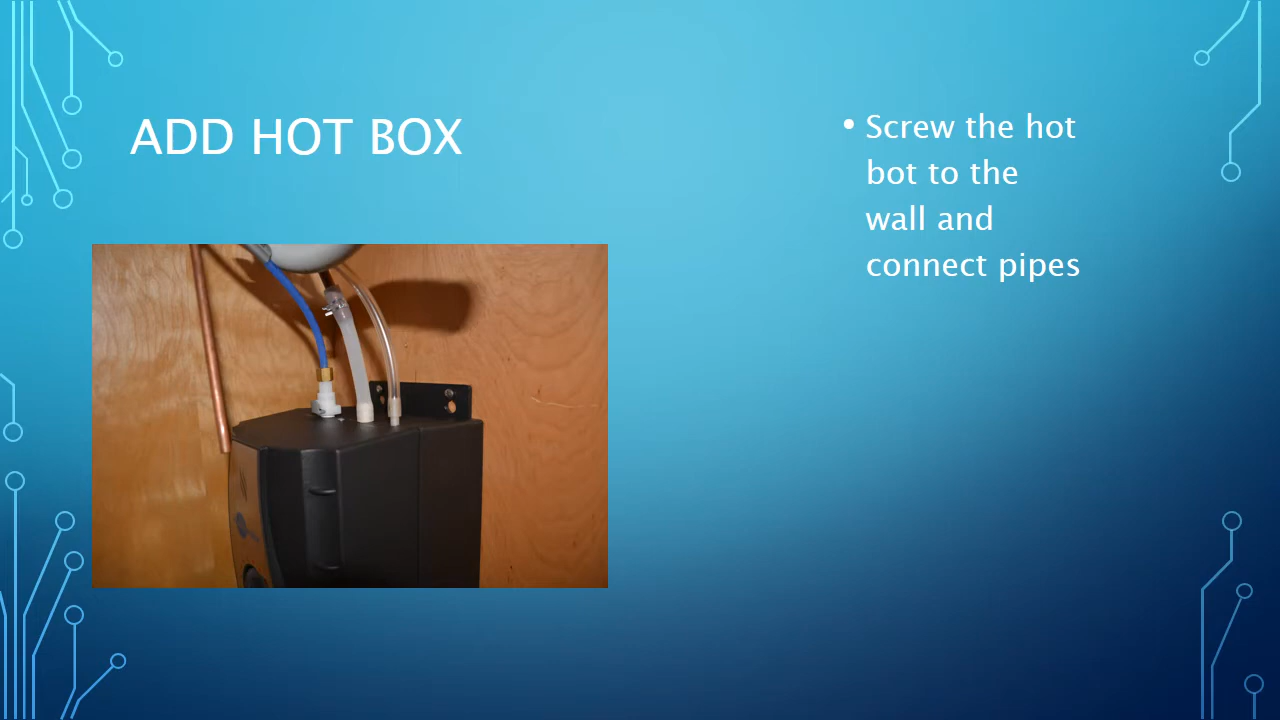 ADD HOT BOX
• Screw the hot
bot to the
wall and
connect pipes